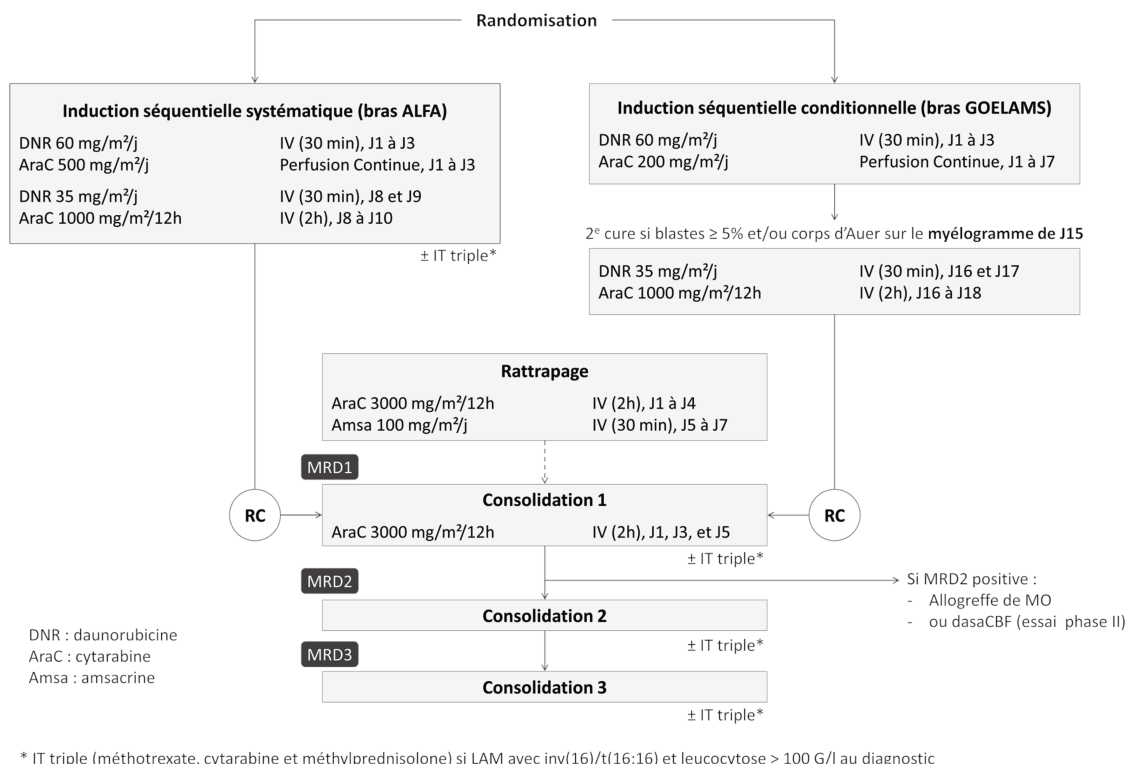 Randomisation
Induction séquentielle systématique (bras ALFA)
DNR 60 mg/m²/j IV (30 min), J1 à J3
AraC 500 mg/m²/j Perfusion Continue, J1 à J3
DNR 35 mg/m²/j IV (30 min), J8 et J9
AraC 1000 mg/m²/12h IV (2h), J8 à J10
± IT triple*
Induction séquentielle conditionnelle (bras GOELAMS)
DNR 60 mg/m²/j IV (30 min), J1 à J3
AraC 200 mg/m²/j Perfusion Continue, J1 à J7
2e cure si blastes ≥ 5% et/ou corps d’Auer sur le myélogramme de J15
DNR 35 mg/m²/j IV (30 min), J16 et J17
AraC 1000 mg/m²/12h IV (2h), J16 à J18
Rattrapage
AraC 3000 mg/m²/12h IV (2h), J1 à J4
Amsa 100 mg/m²/j IV (30 min), J5 à J7
MRD1
RC
Consolidation 1
AraC 3000 mg/m²/12h IV (2h), J1, J3, et J5
RC
± IT triple*
MRD2
Si MRD2 positive :
- Allogreffe de MO
- ou dasaCBF (essai phase II)
Consolidation 2
± IT triple*
MRD3
Consolidation 3
± IT triple*
DNR : daunorubicine
AraC : cytarabine
Amsa : amsacrine
* IT triple (méthotrexate, cytarabine et méthylprednisolone) si LAM avec inv(16)/t(16;16) et leucocytose > 100 G/l au diagnostic